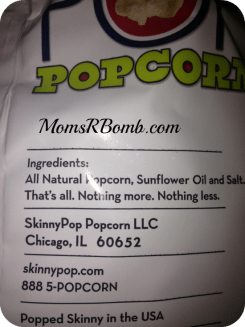 POPCORN
MomsRBomb.com
Ingredients:
All Natural Popcorn, Sunflower Oil and Salt.
That's all. Nothing more. Nothing less.
SkinnyPop Popcorn LLC
Chicago, IL 60652
skinnypop.com
888 5-POPCORN
Popped Skinny in the USA